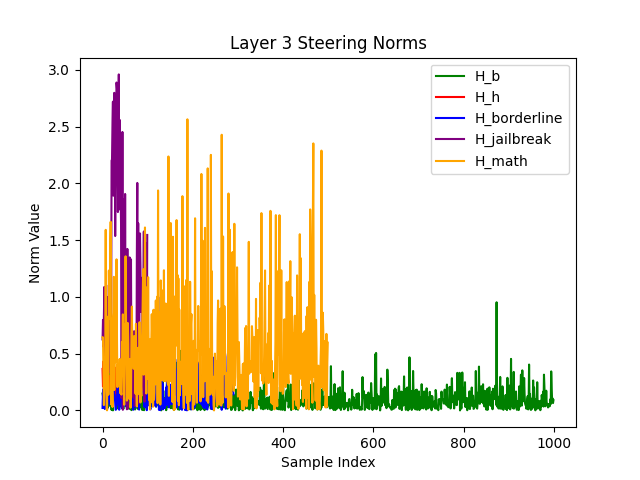 Layer 3 Steering Norms
Norm Value
3.0
2.5
2.0
1.5
1.0
0.5
0.0
H_b
H_h
H_borderline
H_jailbreak
H_math
0 200 400 600 800 1000
Sample Index